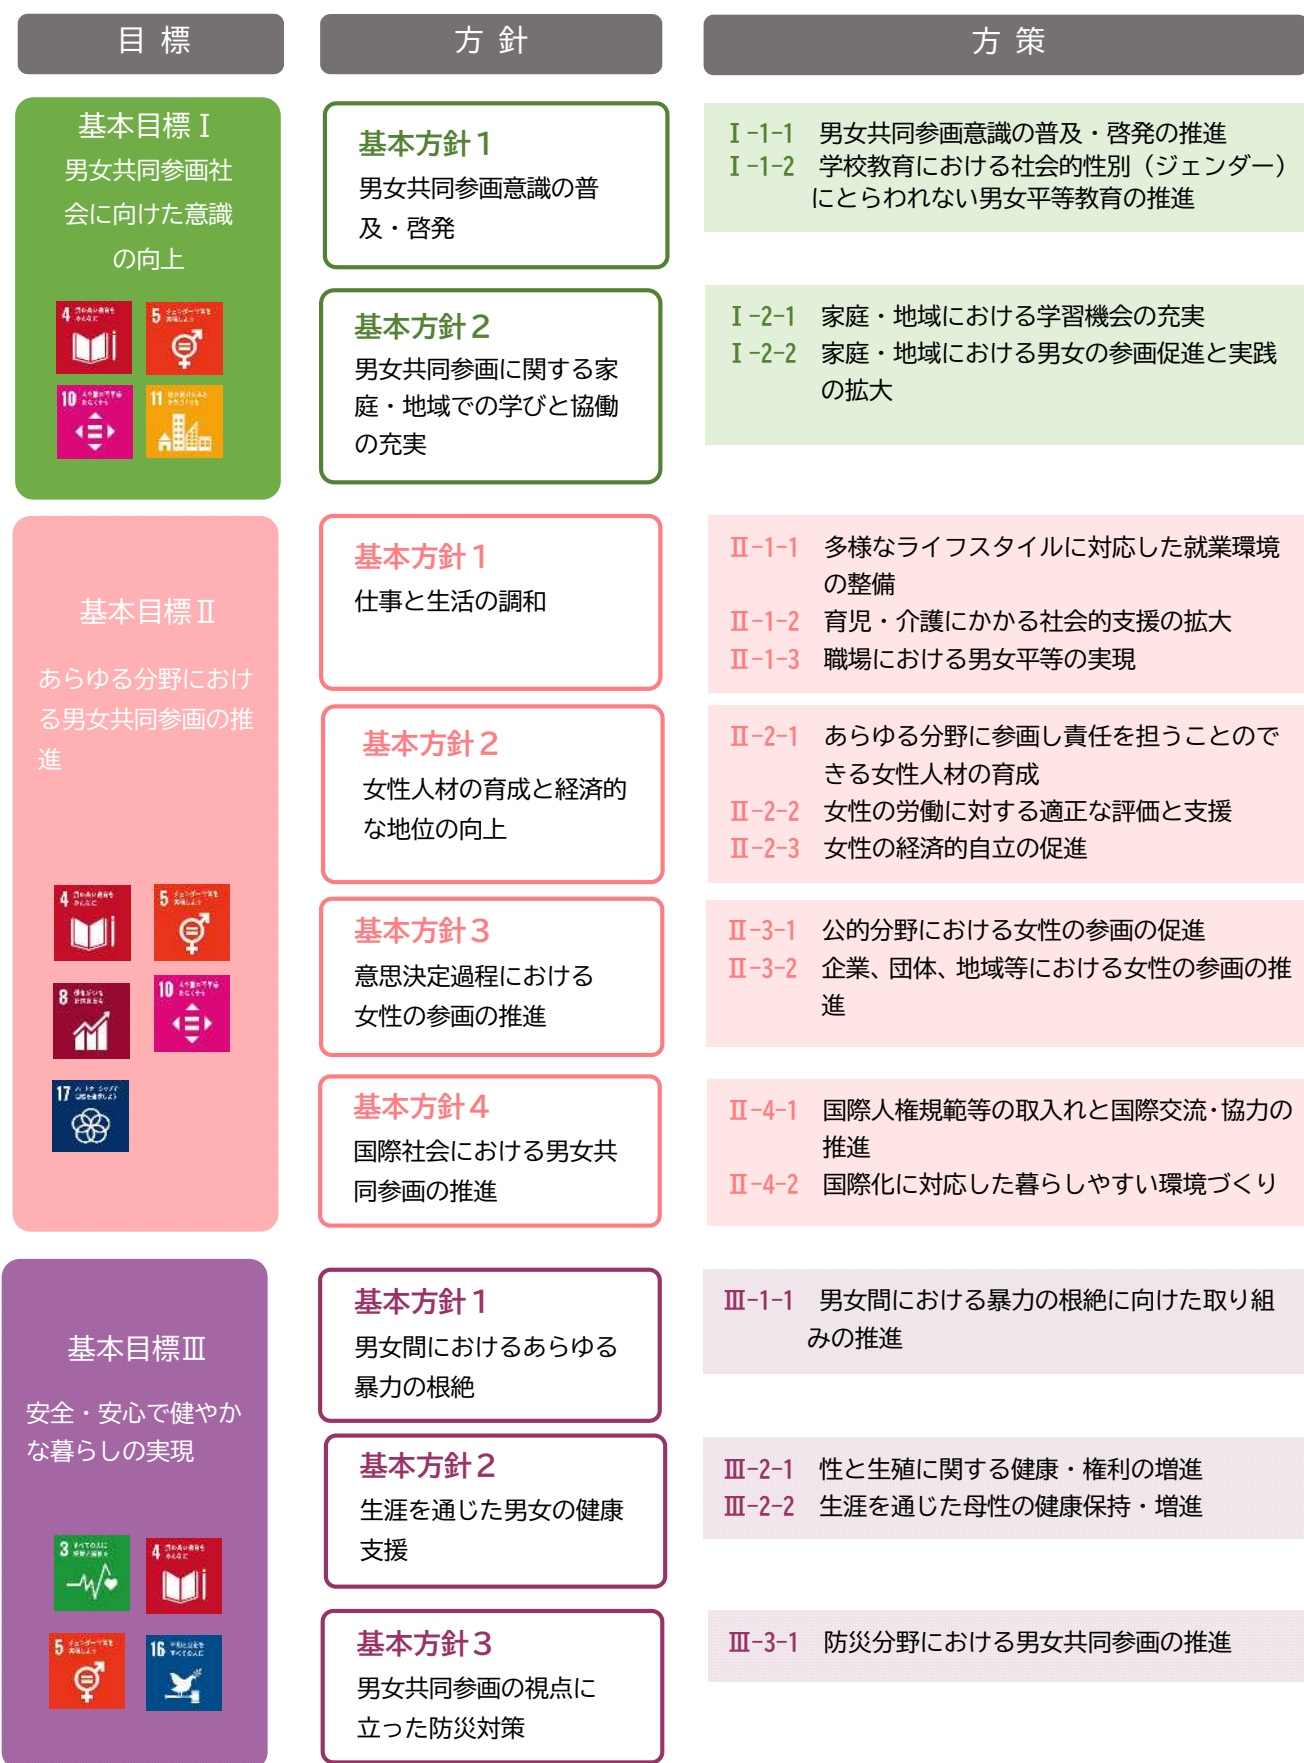 目 標
方 針
方 策
基本目標Ⅰ
男女共同参画社
会に向けた意識
の向上
4
5
10
11
基本方針1
男女共同参画意識の普
及・啓発
Ⅰ-1-1 男女共同参画意識の普及・啓発の推進
Ⅰ-1-2 学校教育における社会的性別（ジェンダー）
にとらわれない男女平等教育の推進
基本方針2
男女共同参画に関する家
庭・地域での学びと協働
の充実
Ⅰ-2-1 家庭・地域における学習機会の充実
Ⅰ-2-2 家庭・地域における男女の参画促進と実践
の拡大
基本目標Ⅱ
あらゆる分野におけ
る男女共同参画の推
進
4
5
8
10
17
基本方針1
仕事と生活の調和
Ⅱ-1-1 多様なライフスタイルに対応した就業環境
の整備
Ⅱ-1-2 育児・介護にかかる社会的支援の拡大
Ⅱ-1-3 職場における男女平等の実現
基本方針2
女性人材の育成と経済的
な地位の向上
Ⅱ-2-1 あらゆる分野に参画し責任を担うことので
きる女性人材の育成
Ⅱ-2-2 女性の労働に対する適正な評価と支援
Ⅱ-2-3 女性の経済的自立の促進
基本方針3
意思決定過程における
女性の参画の推進
Ⅱ-3-1 公的分野における女性の参画の促進
Ⅱ-3-2 企業、団体、地域等における女性の参画の推
進
基本方針4
国際社会における男女共
同参画の推進
Ⅱ-4-1 国際人権規範等の取入れと国際交流・協力の
推進
Ⅱ-4-2 国際化に対応した暮らしやすい環境づくり
基本目標Ⅲ
安全・安心で健やか
な暮らしの実現
3
4
5
16
基本方針1
男女間におけるあらゆる
暴力の根絶
Ⅲ-1-1 男女間における暴力の根絶に向けた取り組
みの推進
基本方針2
生涯を通じた男女の健康
支援
Ⅲ-2-1 性と生殖に関する健康・権利の増進
Ⅲ-2-2 生涯を通じた母性の健康保持・増進
基本方針3
男女共同参画の視点に
立った防災対策
Ⅲ-3-1 防災分野における男女共同参画の推進